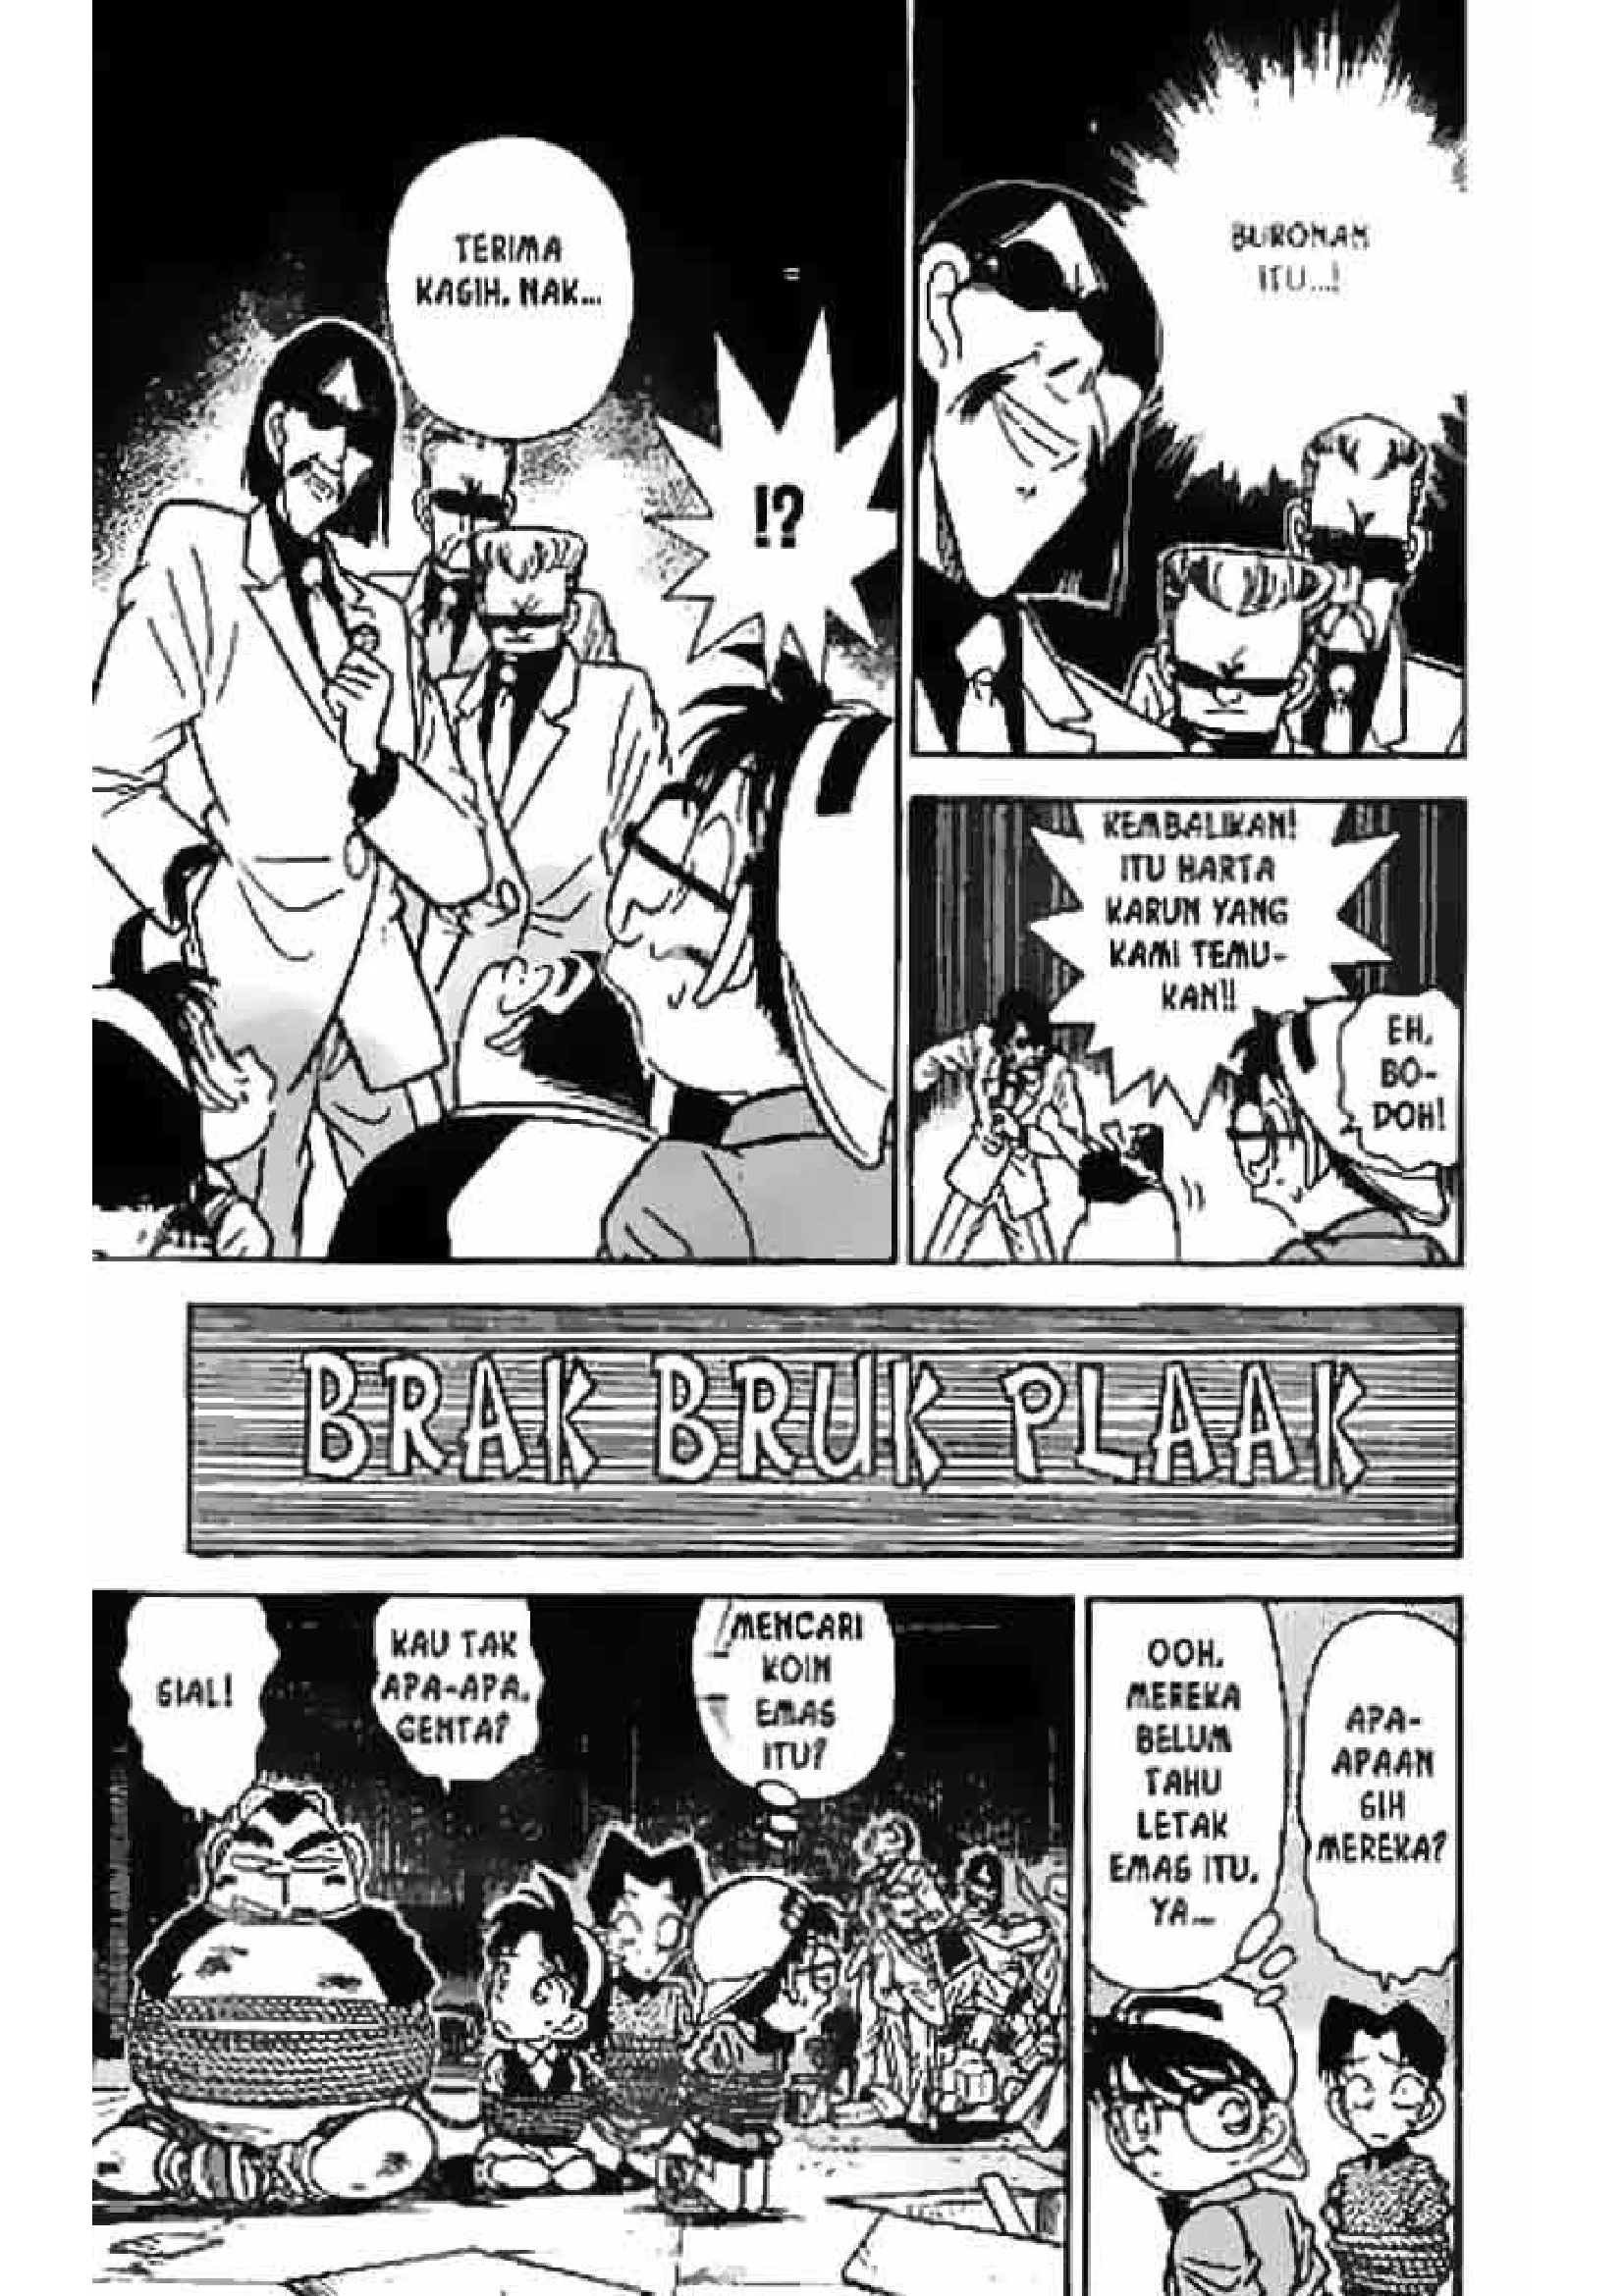 TERIMA
KAGIH, NAK...
!?
BURONAN
ITU...!
KEMBALIKAN!
ITU HARTA
KARUN YANG
KAMI TEMU-
KAN!!
EH,
BO-
DOH!
BRAK BRUK PLAAK
SIAL!
KAU TAK
APA-APA,
GENTA?
MENCARI
KOIN
EMAS
ITU?
OOH,
MEREKA
BELUM
TAHU
LETAK
EMAS ITU,
YA...
APA-
APAAN
SIH
MEREKA?